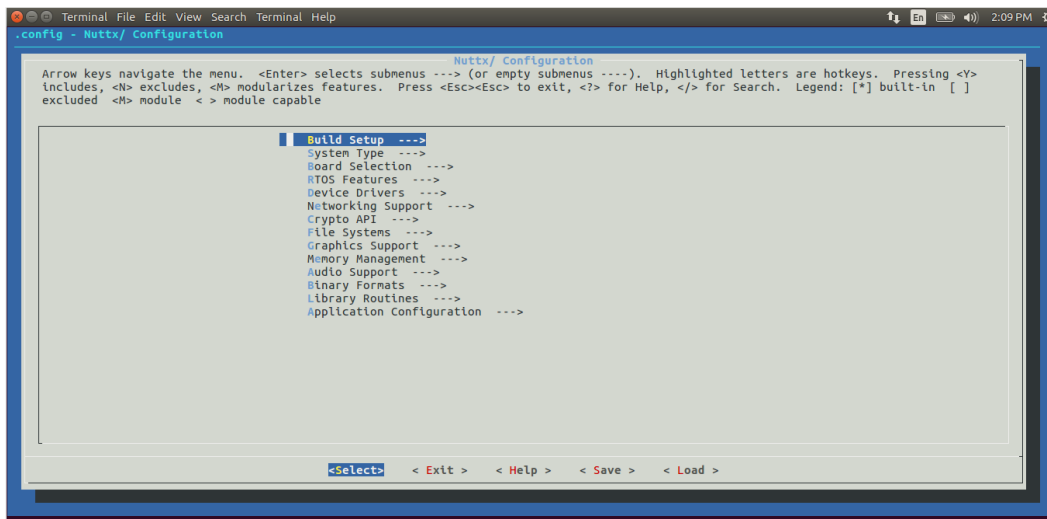 Terminal File Edit View Search Terminal Help En 2:09 PM
.config - Nuttx/ Configuration
Nuttx/ Configuration
Arrow keys navigate the menu. <Enter> selects submenus ---> (or empty submenus ----). Highlighted letters are hotkeys. Pressing <Y>
includes, <N> excludes, <M> modularizes features. Press <Esc><Esc> to exit, <?> for Help, </> for Search. Legend: [*] built-in [ ]
excluded <M> module < > module capable
Build Setup --->
System Type --->
Board Selection --->
RTOS Features --->
Device Drivers --->
Networking Support --->
Crypto API --->
File Systems --->
Graphics Support --->
Memory Management --->
Audio Support --->
Binary Formats --->
Library Routines --->
Application Configuration --->
<Select> < Exit > < Help > < Save > < Load >